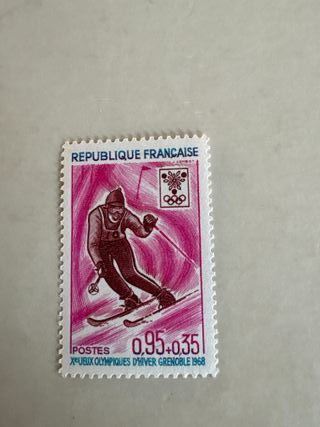 REPUBLIQUE FRANÇAISE
POSTES 0,95+0,35
XES JEUX OLYMPIQUES D'HIVER GRENOBLE 1968